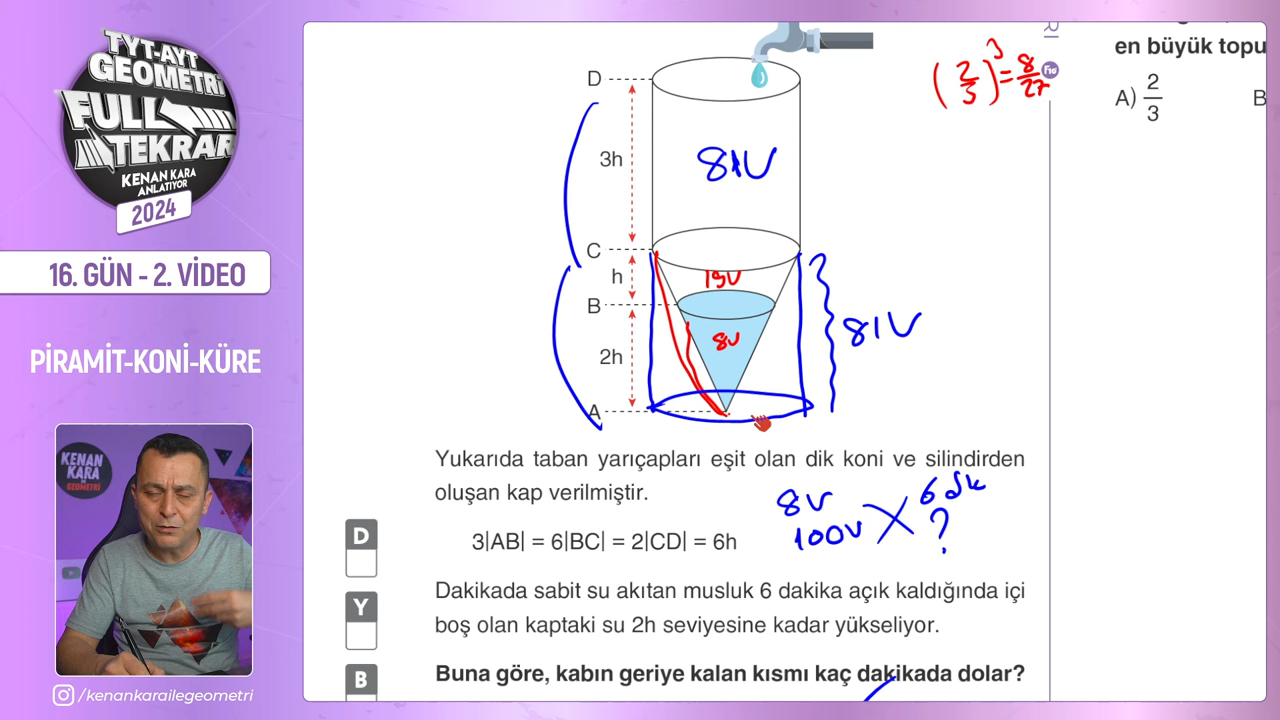 TYT-AYT
GEOMETRİ
FULL
TEKRAR
KENAN KARA
ANLATIYOR
2024
16. GÜN - 2. VİDEO
PİRAMİT-KONİ-KÜRE
KENAN
KARA
GEOMETRİ
/kenankarailegeometri
D
3h
C
h
B
2h
A
81V
19V
8V
81V
(2/3)³ = 8/27
Yukarıda taban yarıçapları eşit olan dik koni ve silindirden
oluşan kap verilmiştir.
8V 6 dk
100V ?
3|AB| = 6|BC| = 2|CD| = 6h
Dakikada sabit su akıtan musluk 6 dakika açık kaldığında içi
boş olan kaptaki su 2h seviyesine kadar yükseliyor.
Buna göre, kabın geriye kalan kısmı kaç dakikada dolar?
D
Y
B
RI
en büyük topu
A) 2/3
B